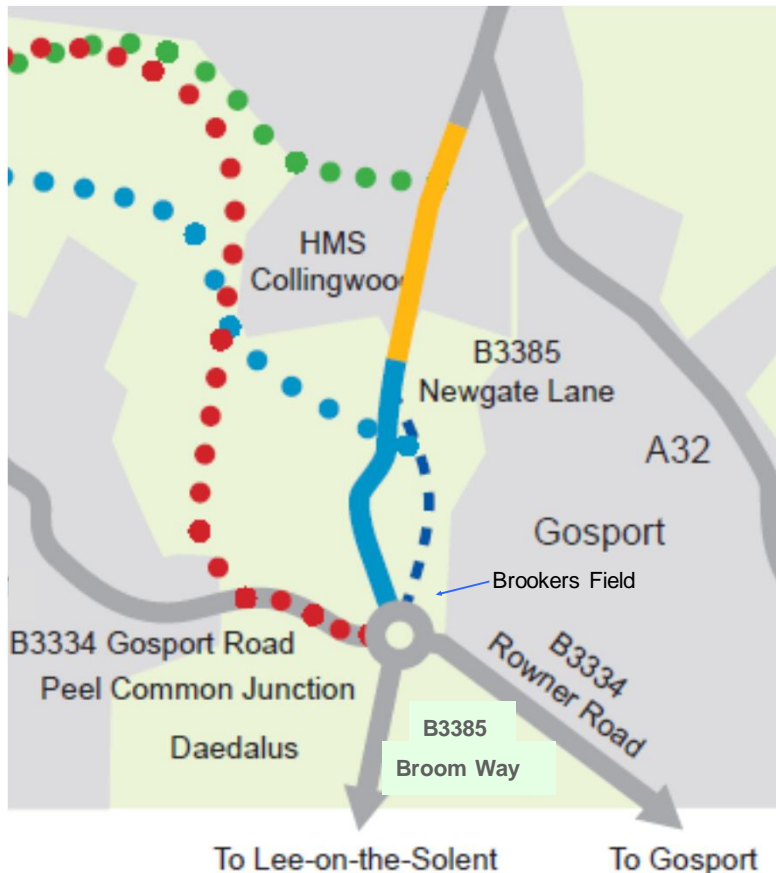 HMS
Collingwood
B3385
Newgate Lane
A32
Gosport
Brookers Field
B3334 Gosport Road
B3334
Rowner Road
Peel Common Junction
B3385
Daedalus
Broom Way
To Lee-on-the-Solent
To Gosport